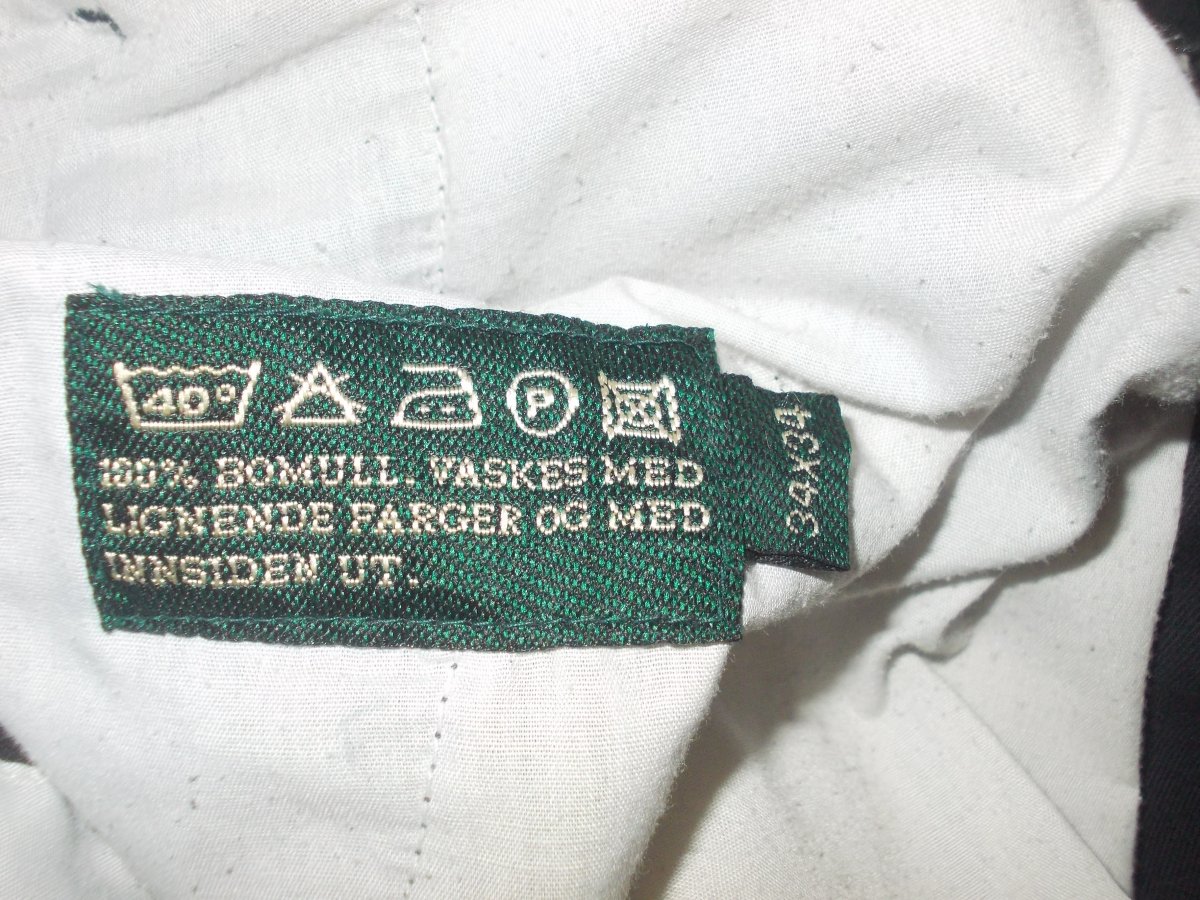 40°
P
100% BOMULL. VASKES MED
LIGNENDE FARGER OG MED
INNSIDEN UT.
34X34